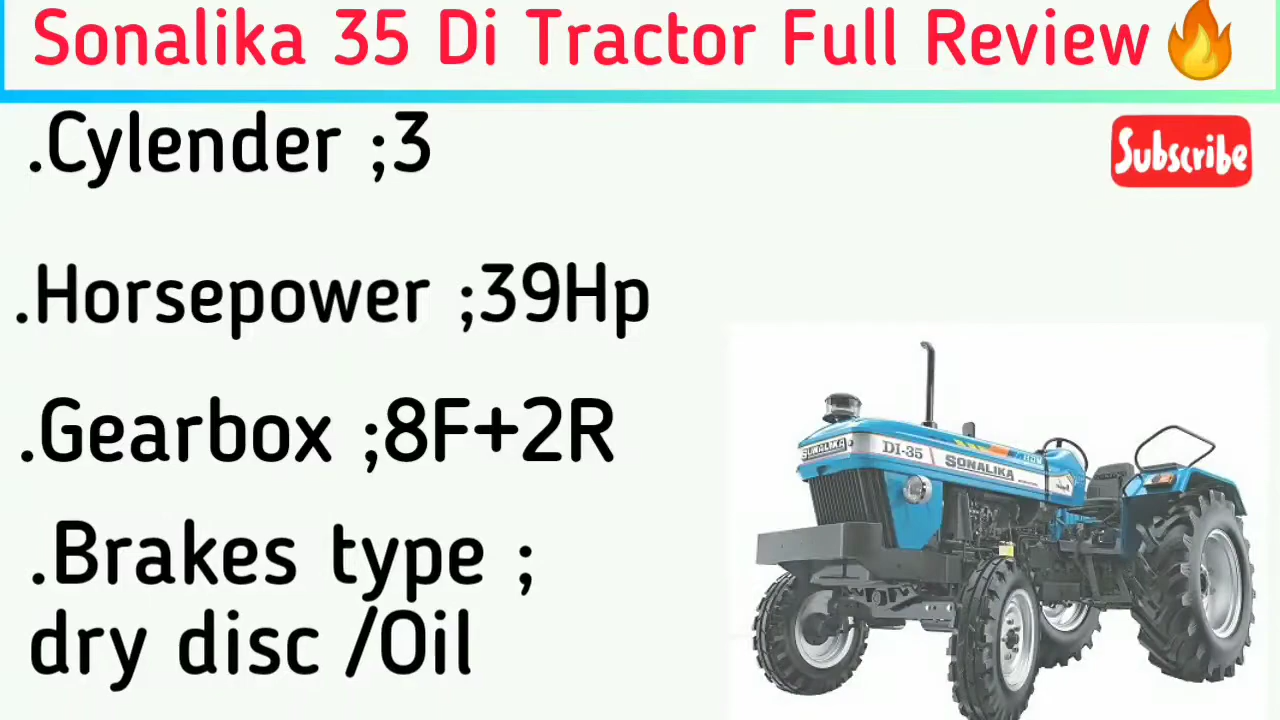 Sonalika 35 Di Tractor Full Review🔥
.Cylender ;3
Subscribe
.Horsepower ;39Hp
.Gearbox ;8F+2R
.Brakes type ;
dry disc /Oil
SONALIKA
DI-35
SONALIKA